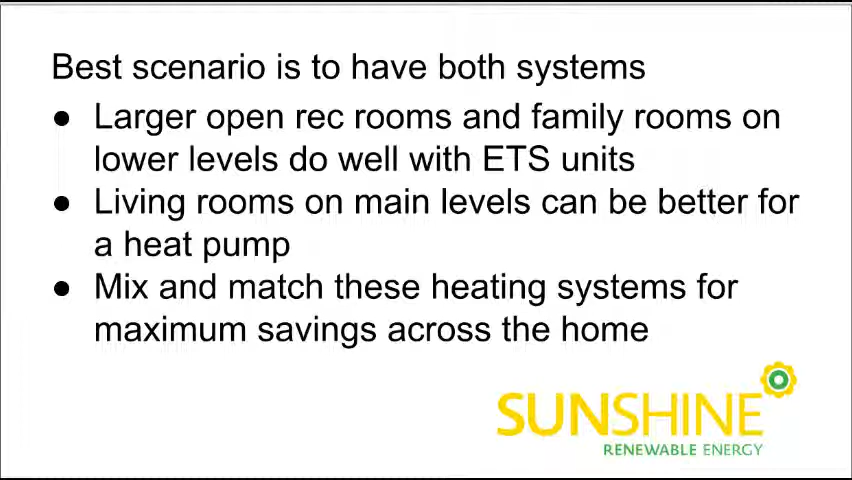 Best scenario is to have both systems
● Larger open rec rooms and family rooms on
lower levels do well with ETS units
● Living rooms on main levels can be better for
a heat pump
● Mix and match these heating systems for
maximum savings across the home
SUNSHINE
RENEWABLE ENERGY